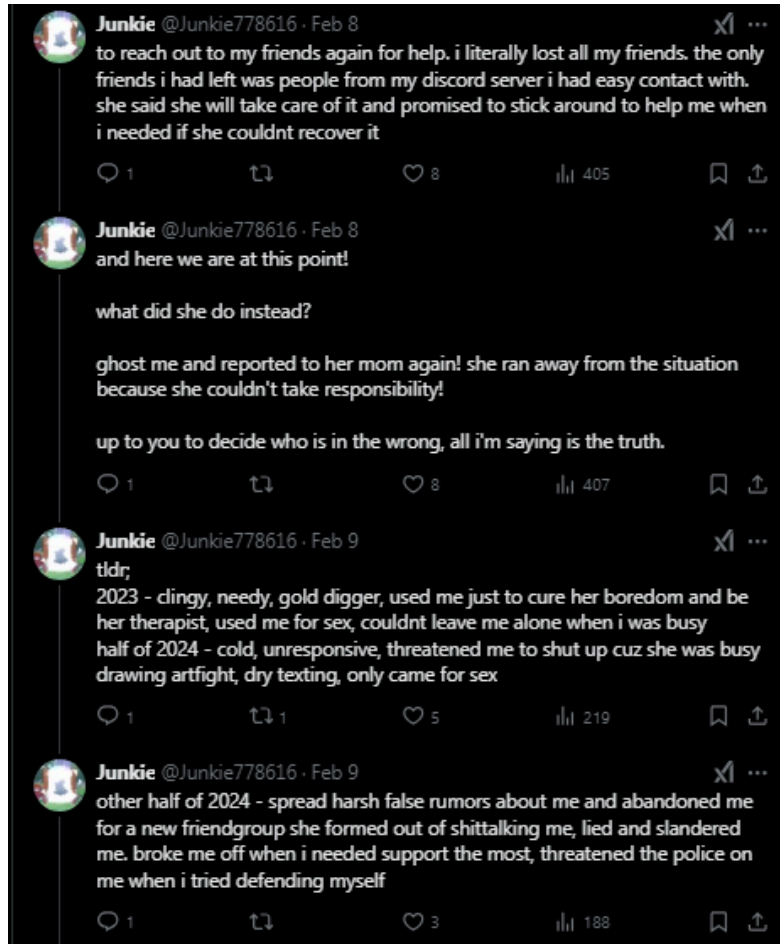 Junkie @Junkie778616 · Feb 8
to reach out to my friends again for help. i literally lost all my friends. the only
friends i had left was people from my discord server i had easy contact with.
she said she will take care of it and promised to stick around to help me when
i needed if she couldnt recover it
1 8 405
Junkie @Junkie778616 · Feb 8
and here we are at this point!
what did she do instead?
ghost me and reported to her mom again! she ran away from the situation
because she couldn't take responsibility!
up to you to decide who is in the wrong, all i'm saying is the truth.
1 8 407
Junkie @Junkie778616 · Feb 9
tldr;
2023 - clingy, needy, gold digger, used me just to cure her boredom and be
her therapist, used me for sex, couldnt leave me alone when i was busy
half of 2024 - cold, unresponsive, threatened me to shut up cuz she was busy
drawing artfight, dry texting, only came for sex
1 1 5 219
Junkie @Junkie778616 · Feb 9
other half of 2024 - spread harsh false rumors about me and abandoned me
for a new friendgroup she formed out of shittalking me, lied and slandered
me. broke me off when i needed support the most, threatened the police on
me when i tried defending myself
1 3 188